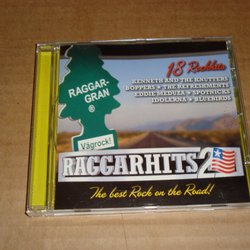 18 Rockhits
KENNETH AND THE KNUTTERS
BOPPERS • THE REFRESHMENTS
EDDIE MEDUZA • SPOTNICKS
IDOLERNA • BLUEBIRDS
RAGGAR-
GRAN
®
Vägrock!
RAGGARHITS 2
The best Rock on the Road!